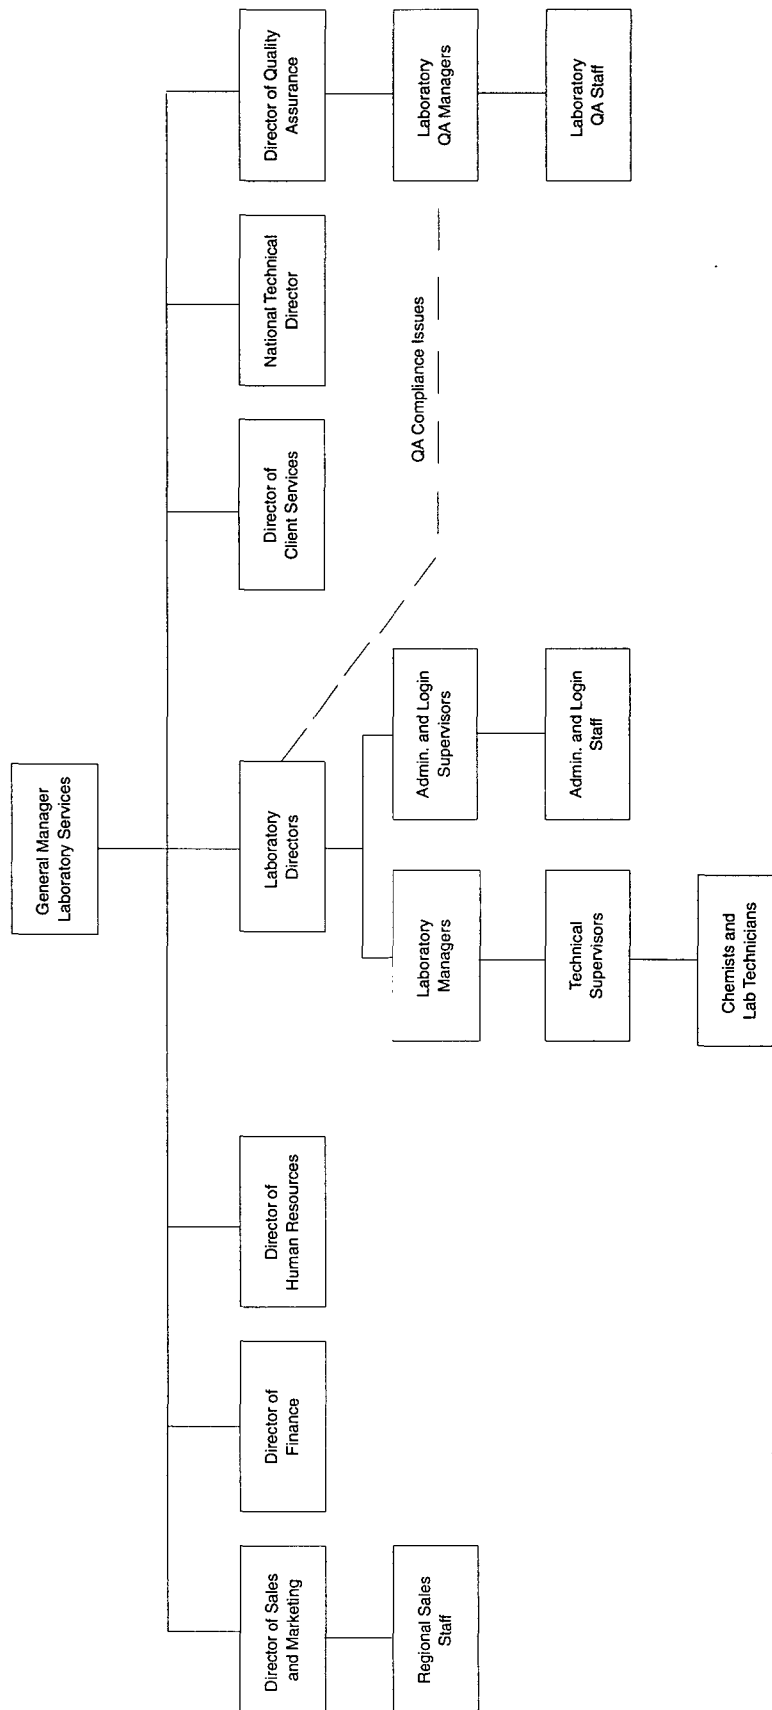 General Manager
Laboratory Services
Director of Sales
and Marketing
Director of
Finance
Director of
Human Resources
Laboratory
Directors
Director of
Client Services
National Technical
Director
Director of Quality
Assurance
Regional Sales
Staff
Laboratory
Managers
Admin. and Login
Supervisors
QA Compliance Issues
Laboratory
QA Managers
Technical
Supervisors
Admin. and Login
Staff
Laboratory
QA Staff
Chemists and
Lab Technicians